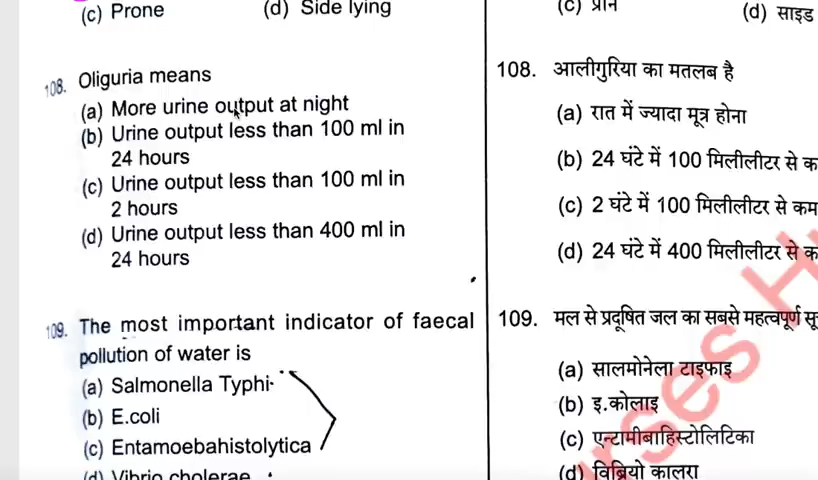 (c) Prone (d) Side lying
108. Oliguria means
(a) More urine output at night
(b) Urine output less than 100 ml in
24 hours
(c) Urine output less than 100 ml in
2 hours
(d) Urine output less than 400 ml in
24 hours
109. The most important indicator of faecal
pollution of water is
(a) Salmonella Typhi
(b) E.coli
(c) Entamoebahistolytica
(d) Vibrio cholerae
(c) प्रोन (d) साइड
108. आलीगुरिया का मतलब है
(a) रात में ज्यादा मूत्र होना
(b) 24 घंटे में 100 मिलीलीटर से क
(c) 2 घंटे में 100 मिलीलीटर से कम
(d) 24 घंटे में 400 मिलीलीटर से क
109. मल से प्रदूषित जल का सबसे महत्वपूर्ण सू
(a) सालमोनेला टाइफाइ
(b) इ.कोलाइ
(c) एन्टामीबाहिस्टोलिटिका
(d) विब्रियो कालरा
urses H